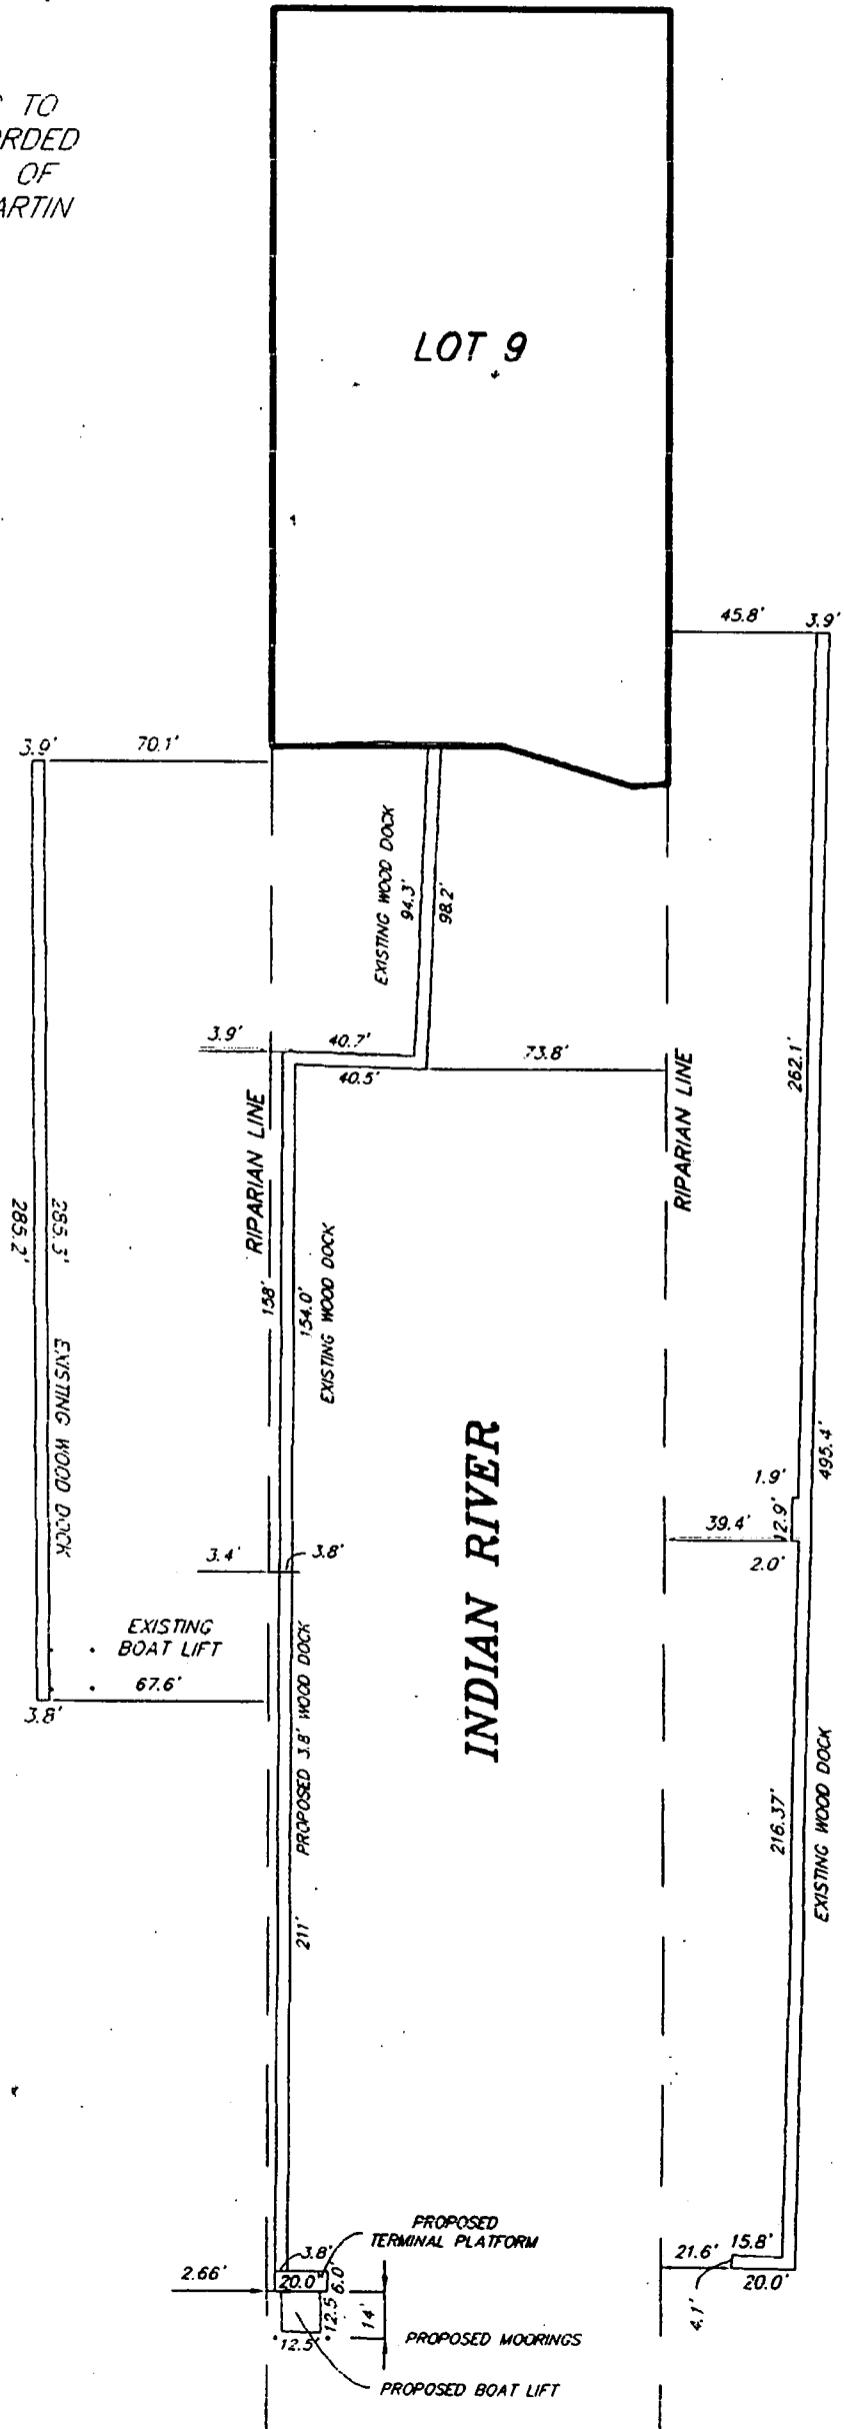 TO
OF
LOT 9
45.8'
3.9'
3.9'
70.1'
EXISTING WOOD DOCK
94.3'
98.2'
3.9'
40.7'
40.5'
73.8'
RIPARIAN LINE
RIPARIAN LINE
262.1'
285.2'
285.3'
EXISTING WOOD DOCK
158'
154.0'
EXISTING WOOD DOCK
INDIAN RIVER
495.4'
1.9'
12.9'
39.4'
2.0'
3.4'
3.8'
EXISTING
BOAT LIFT
67.6'
3.8'
PROPOSED 3.8' WOOD DOCK
211'
216.37'
EXISTING WOOD DOCK
PROPOSED
TERMINAL PLATFORM
3.8'
2.66'
20.0'
6.0'
12.5
14'
12.5'
PROPOSED MOORINGS
PROPOSED BOAT LIFT
21.6'
15.8'
4.1'
20.0'